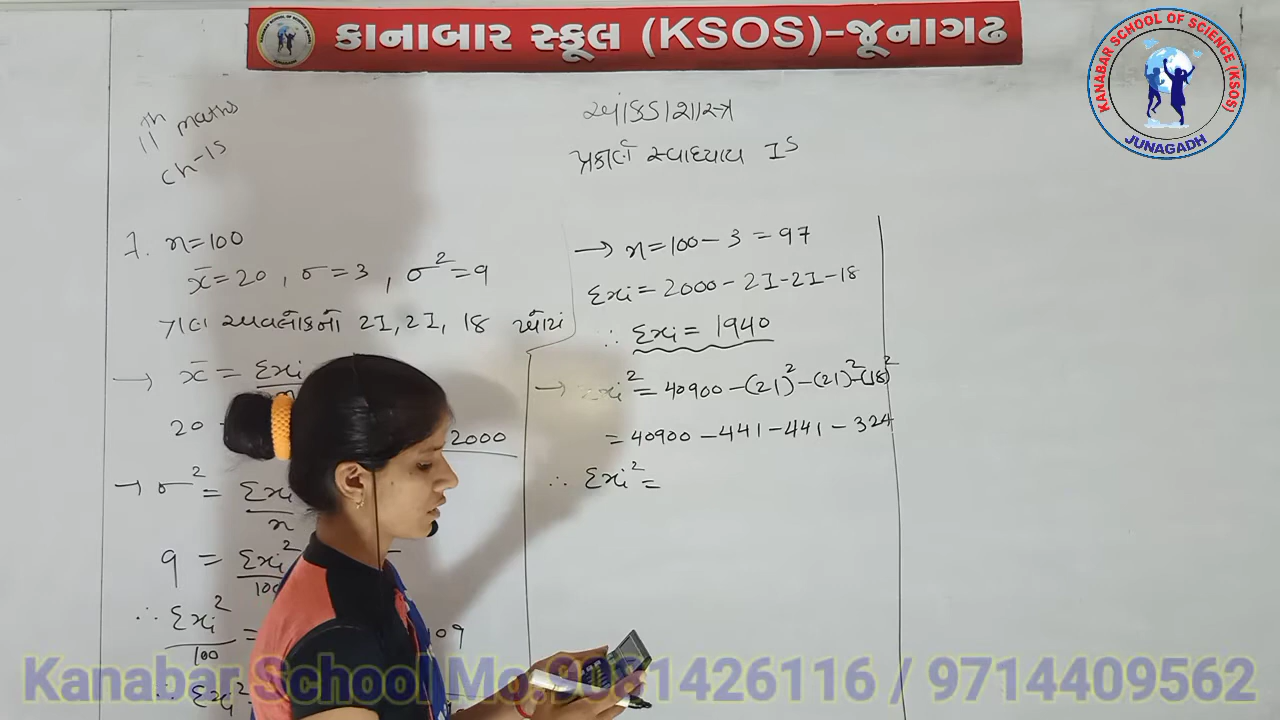 કાનાબાર સ્કૂલ (KSOS)-જૂનાગઢ
KANABAR SCHOOL OF SCIENCE (KSOS)
JUNAGADH
11th maths
ch-15
આંકડાશાસ્ત્ર
પ્રકીર્ણ સ્વાધ્યાય 15
7. n=100
x̄=20, σ=3, σ²=9
અવલોકનો 21, 21, 18
→ x̄ = Σxi
20
2000
→ σ² = Σxi
n
9 = Σxi²
100
∴ Σxi² =
100
109
∴ Σxi²
→ n=100-3=97
Σxi = 2000-21-21-18
∴ Σxi = 1940
→ Σxi² = 40900-(21)²-(21)²-(18)²
= 40900-441-441-324
∴ Σxi² =
Kanabar School Mo.9081426116 / 9714409562